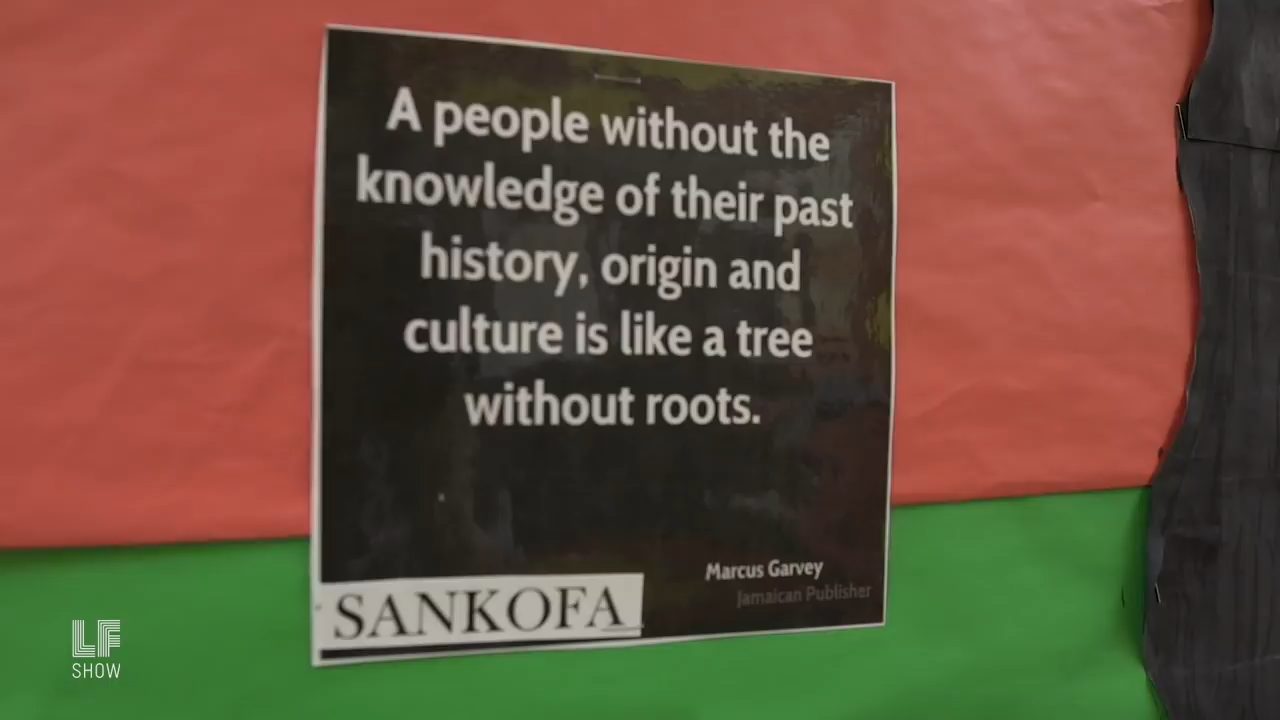 A people without the
knowledge of their past
history, origin and
culture is like a tree
without roots.
Marcus Garvey
Jamaican Publisher
SANKOFA
LF
SHOW